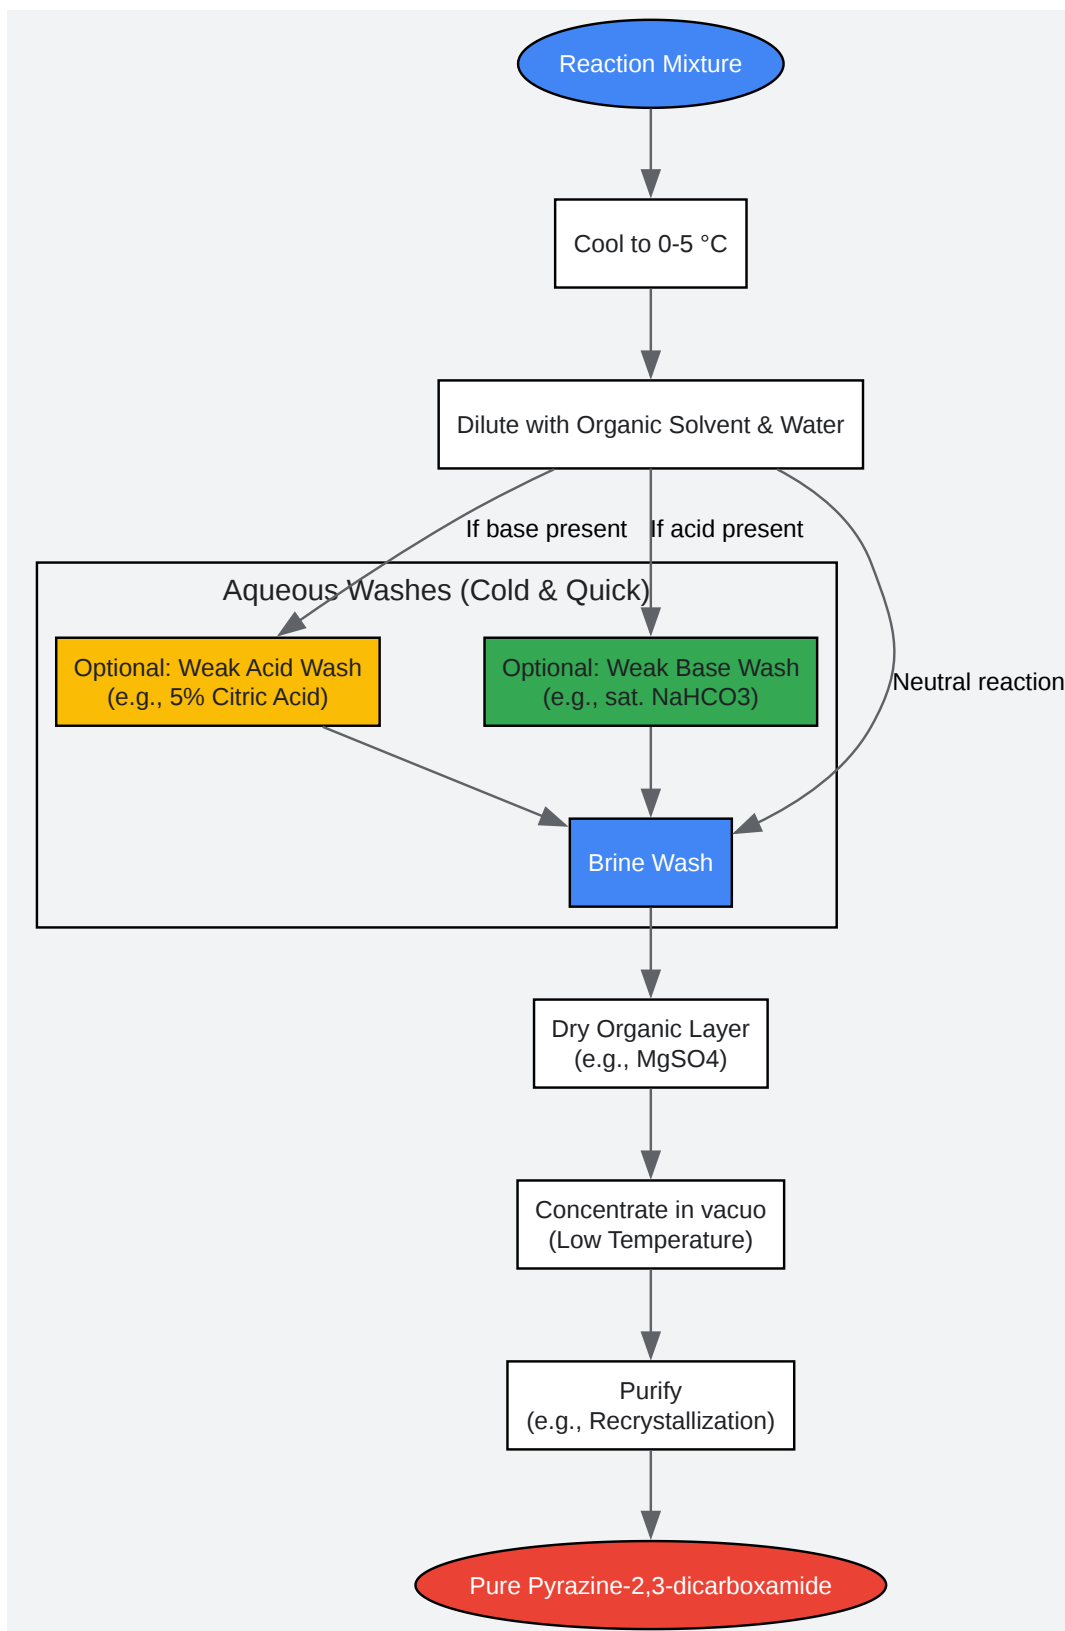 Reaction Mixture
Cool to 0-5 °C
Dilute with Organic Solvent & Water
If base present
If acid present
Aqueous Washes (Cold & Quick)
Optional: Weak Acid Wash
(e.g., 5% Citric Acid)
Optional: Weak Base Wash
(e.g., sat. NaHCO3)
Neutral reaction
Brine Wash
Dry Organic Layer
(e.g., MgSO4)
Concentrate in vacuo
(Low Temperature)
Purify
(e.g., Recrystallization)
Pure Pyrazine-2,3-dicarboxamide